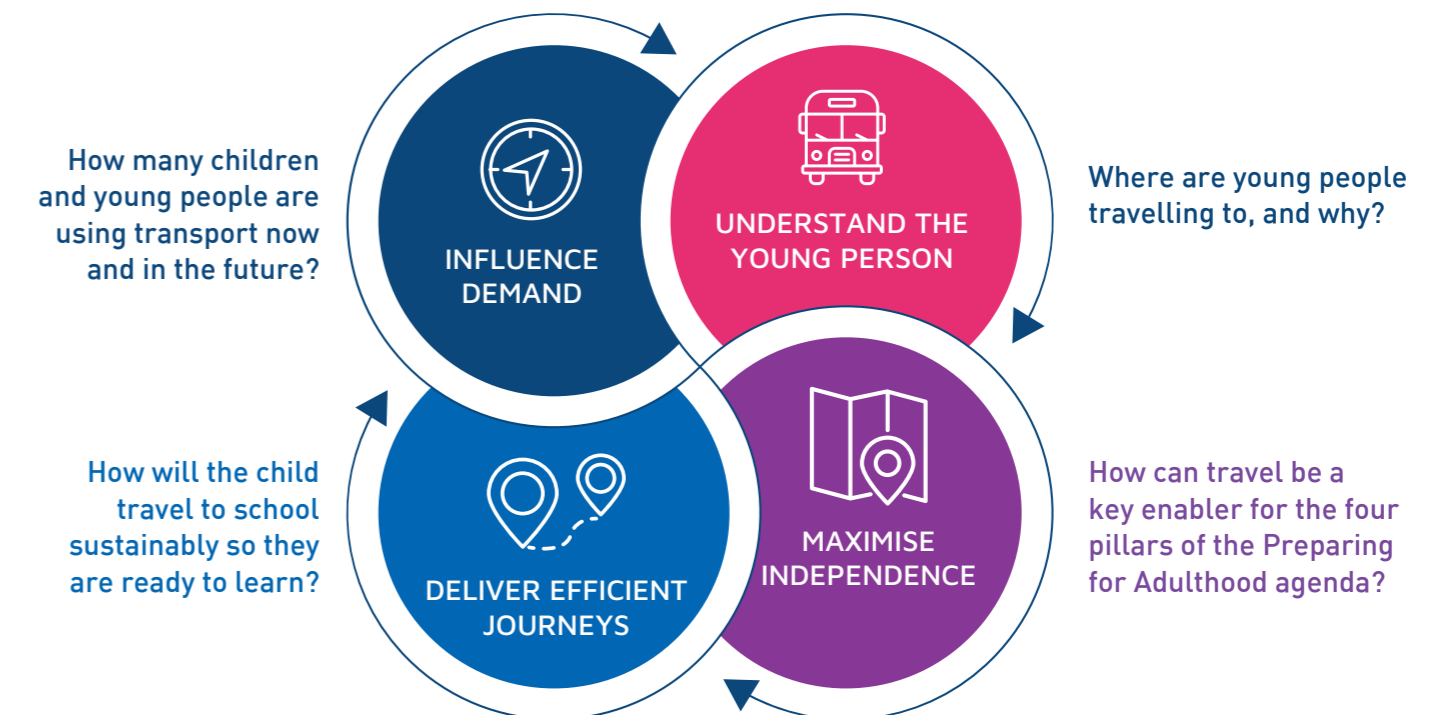 How many children
and young people are
using transport now
and in the future?
INFLUENCE
DEMAND
UNDERSTAND THE
YOUNG PERSON
Where are young people
travelling to, and why?
How will the child
travel to school
sustainably so they
are ready to learn?
DELIVER EFFICIENT
JOURNEYS
MAXIMISE
INDEPENDENCE
How can travel be a
key enabler for the four
pillars of the Preparing
for Adulthood agenda?